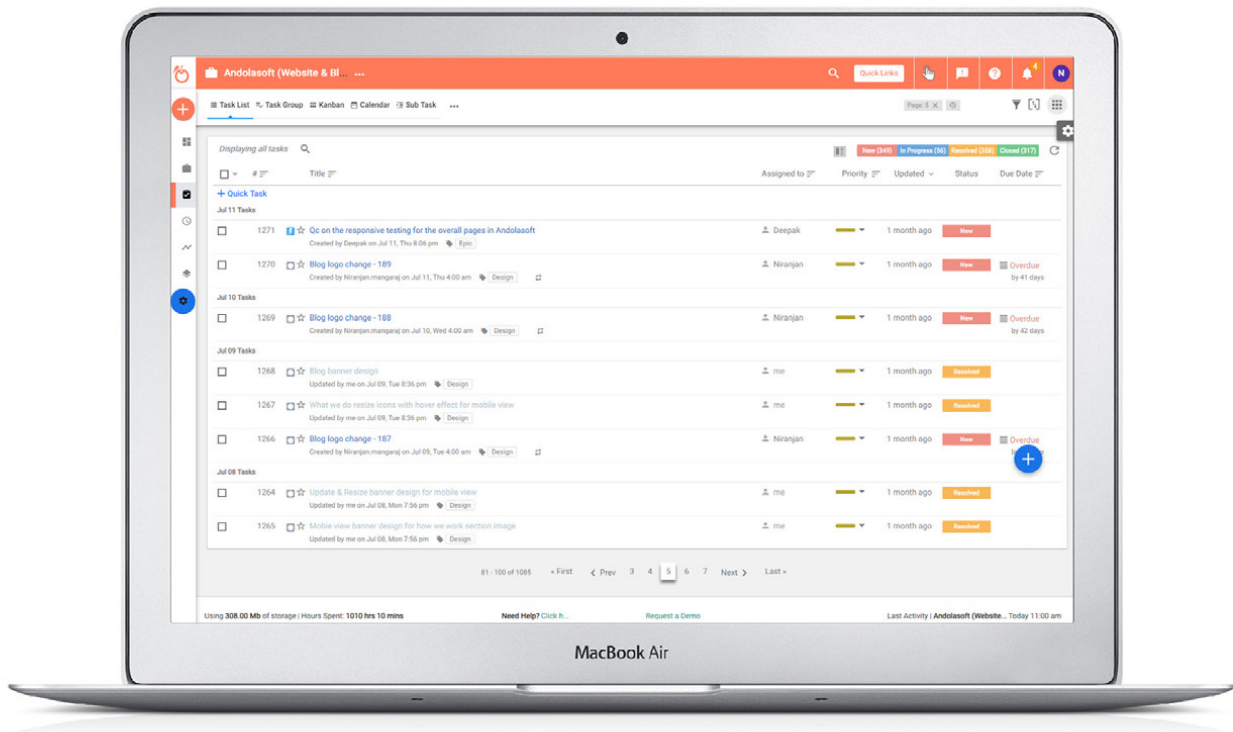 Andolasoft (Website & Bl... ...
Quick Links
4
N
Task List Task Group Kanban Calendar Sub Task ...
Page: 5 X
Displaying all tasks
New (349) In Progress (56) Resolved (358) Closed (317)
# Title Assigned to Priority Updated Status Due Date
+ Quick Task
Jul 11 Tasks
1271 Qc on the responsive testing for the overall pages in Andolasoft Deepak 1 month ago New
Created by Deepak on Jul 11, Thu 8:06 pm Epic
1270 Blog logo change - 189 Niranjan 1 month ago New Overdue
Created by Niranjan.mangaraj on Jul 11, Thu 4:00 am Design by 41 days
Jul 10 Tasks
1269 Blog logo change - 188 Niranjan 1 month ago New Overdue
Created by Niranjan.mangaraj on Jul 10, Wed 4:00 am Design by 42 days
Jul 09 Tasks
1268 Blog banner design me 1 month ago Resolved
Updated by me on Jul 09, Tue 8:36 pm Design
1267 What we do resize icons with hover effect for mobile view me 1 month ago Resolved
Updated by me on Jul 09, Tue 8:36 pm Design
1266 Blog logo change - 187 Niranjan 1 month ago New Overdue
Created by Niranjan.mangaraj on Jul 09, Tue 4:00 am Design
Jul 08 Tasks
1264 Update & Resize banner design for mobile view me 1 month ago Resolved
Updated by me on Jul 08, Mon 7:56 pm Design
1265 Mobie view banner design for how we work section image me 1 month ago Resolved
Updated by me on Jul 08, Mon 7:56 pm Design
81 - 100 of 1085 « First Prev 3 4 5 6 7 Next Last »
Using 308.00 Mb of storage | Hours Spent: 1010 hrs 10 mins Need Help? Click h... Request a Demo Last Activity | Andolasoft (Website... Today 11:00 am
MacBook Air